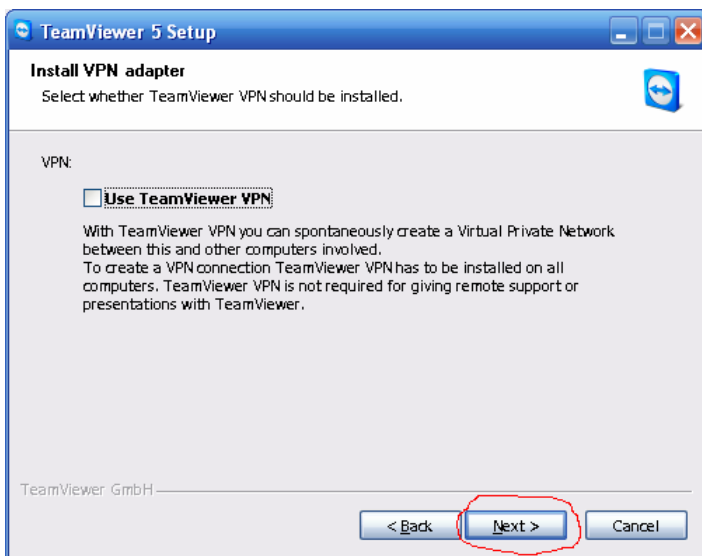 TeamViewer 5 Setup
Install VPN adapter
Select whether TeamViewer VPN should be installed.
VPN:
Use TeamViewer VPN
With TeamViewer VPN you can spontaneously create a Virtual Private Network
between this and other computers involved.
To create a VPN connection TeamViewer VPN has to be installed on all
computers. TeamViewer VPN is not required for giving remote support or
presentations with TeamViewer.
TeamViewer GmbH
< Back Next > Cancel